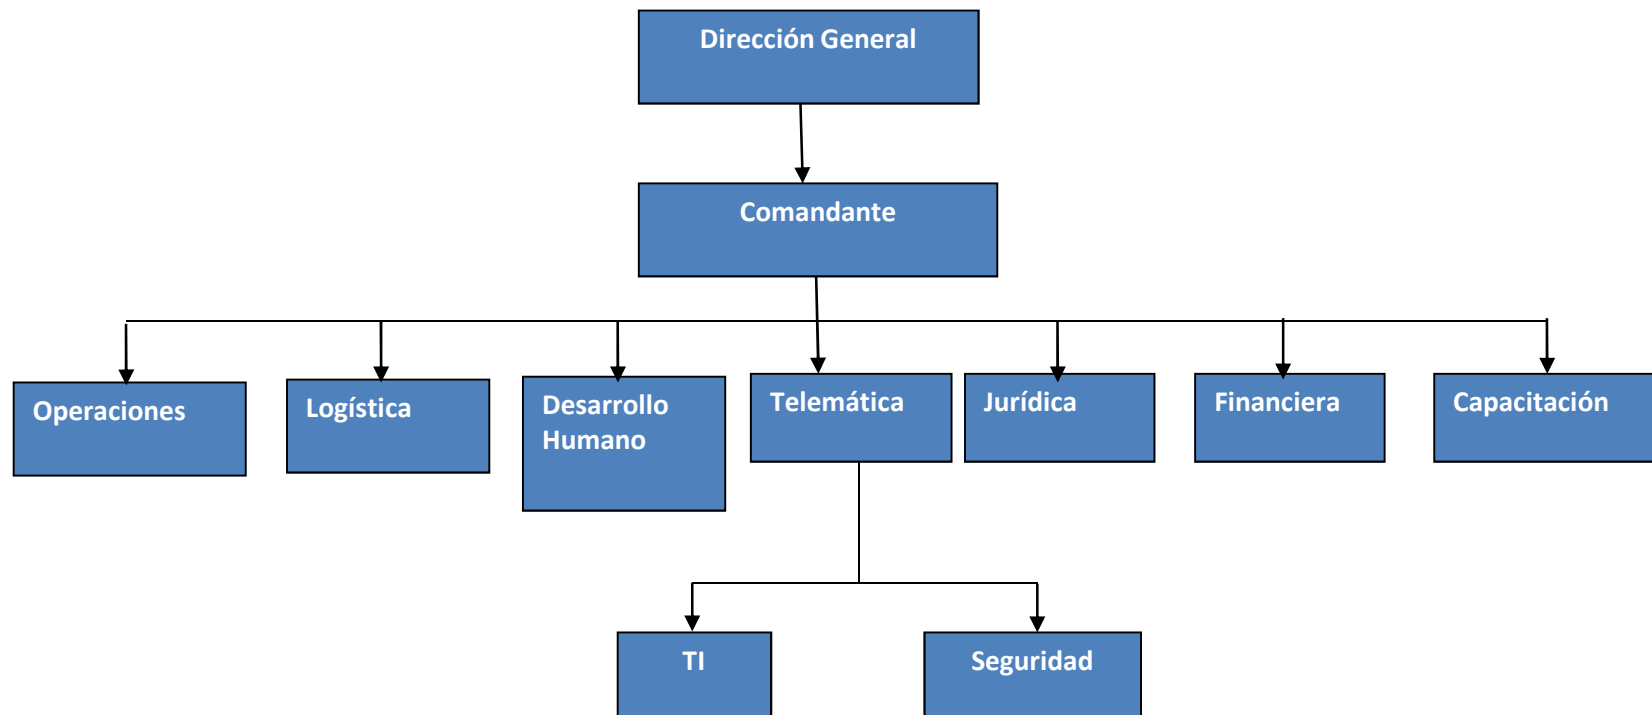 Dirección General
Comandante
Operaciones
Logística
Desarrollo
Humano
Telemática
Jurídica
Financiera
Capacitación
TI
Seguridad